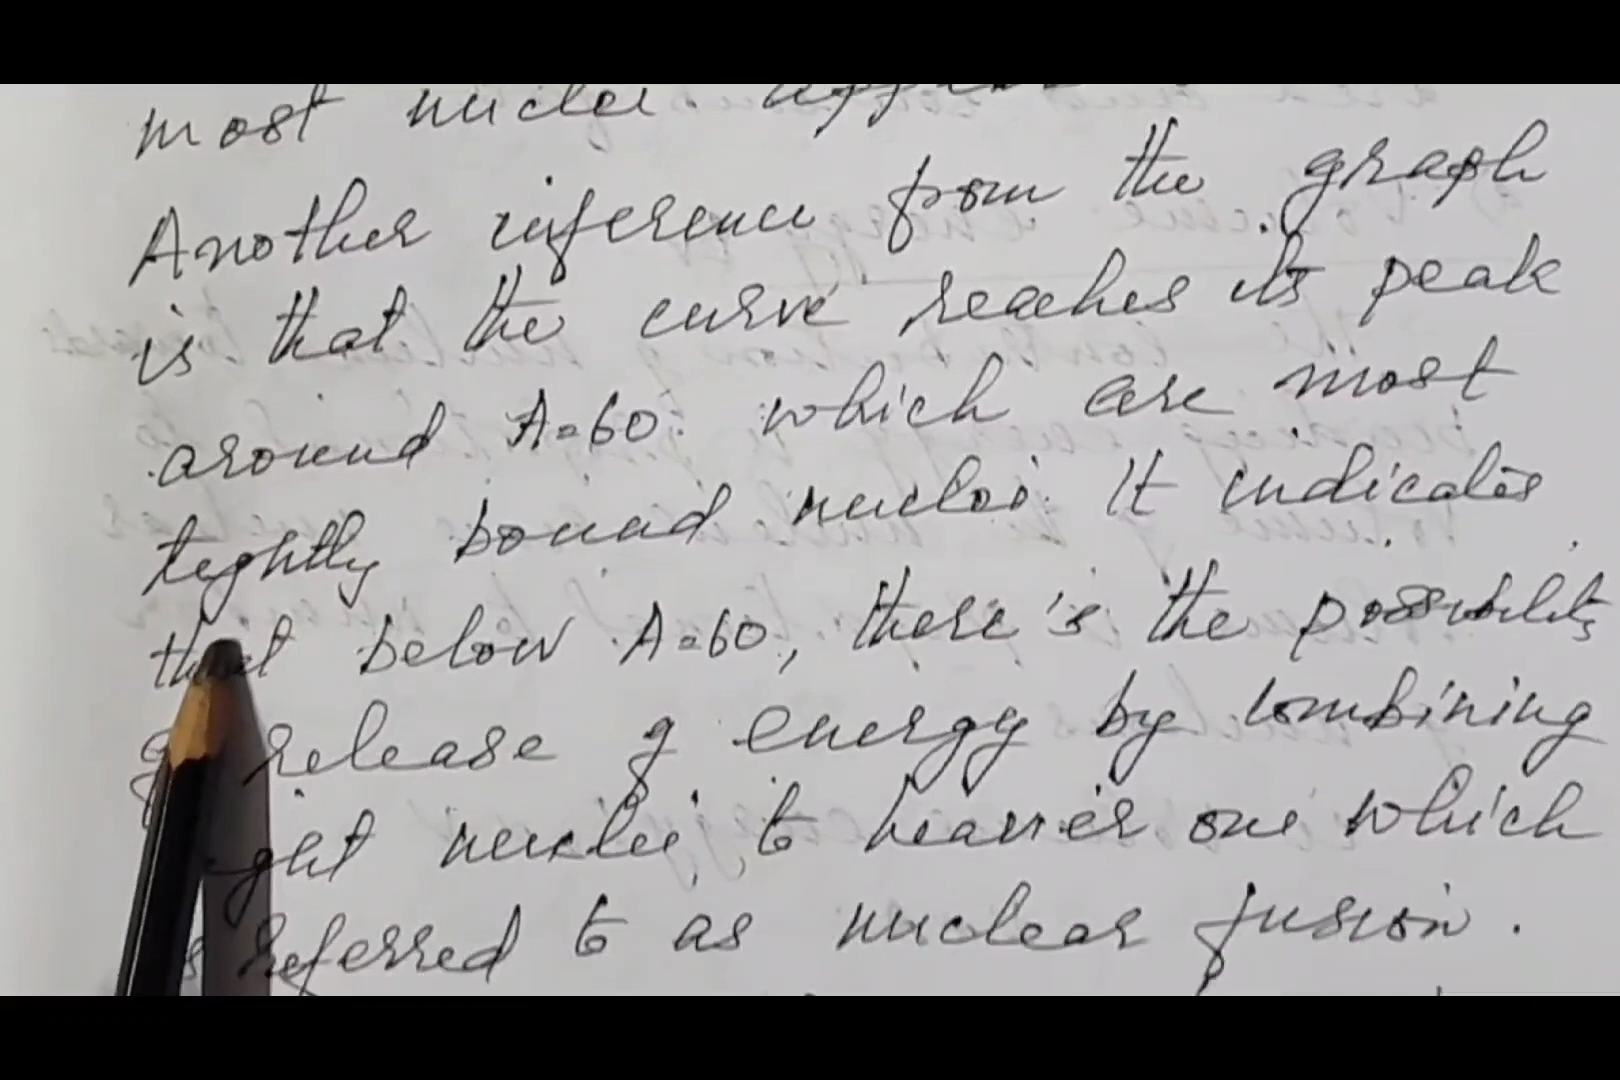 most nuclei
Another inference from the graph
is that the curve reaches its peak
around A=60. which are most
tightly bound nuclei. It indicates
that below A=60, there's the possibility
release of energy by combining
nuclei to heavier one which
referred to as nuclear fusion.